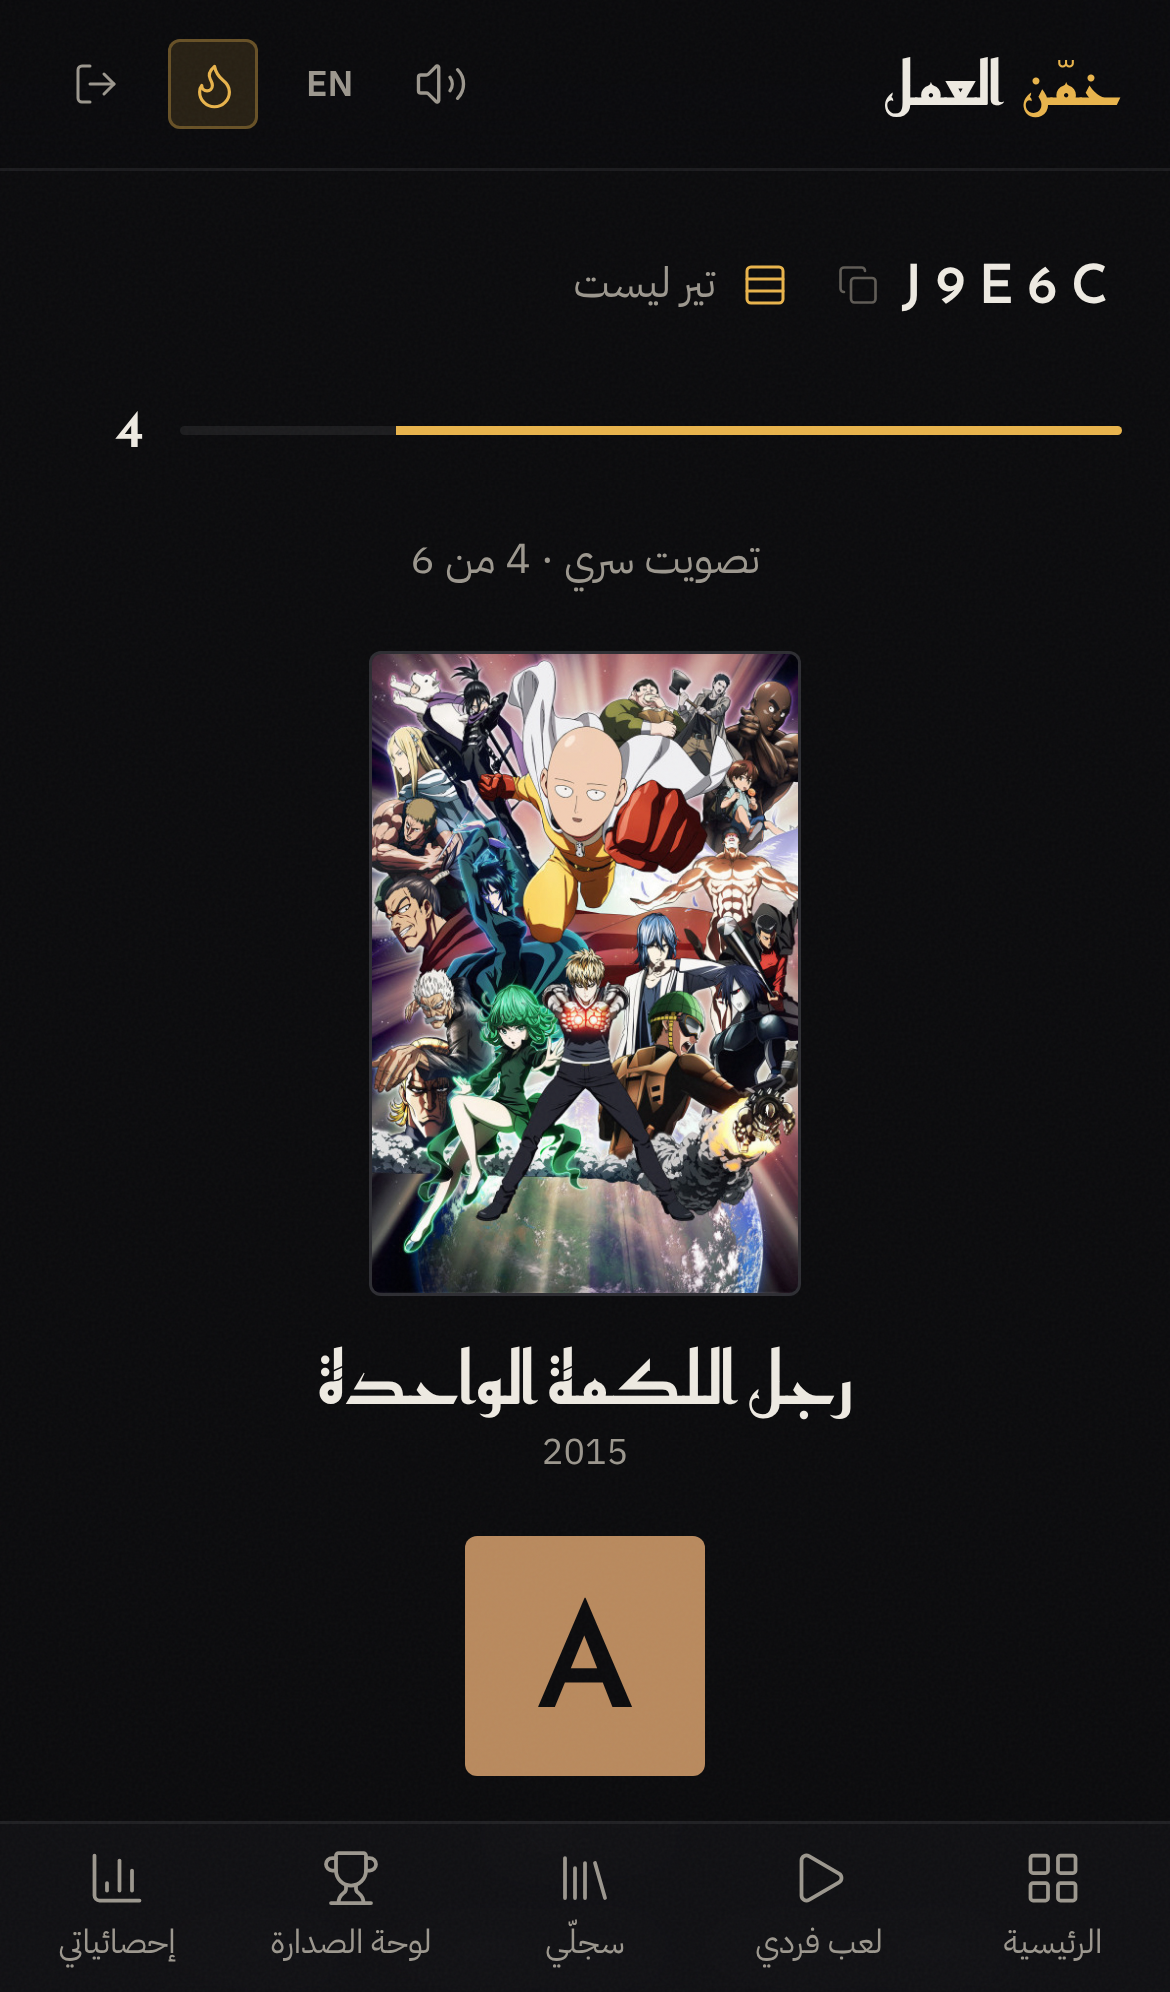 خمّن العمل
EN
J9E6C
تير ليست
4
تصويت سري · 4 من 6
رجل اللكمة الواحدة
2015
A
الرئيسية
لعب فردي
سجلّي
لوحة الصدارة
إحصائياتي